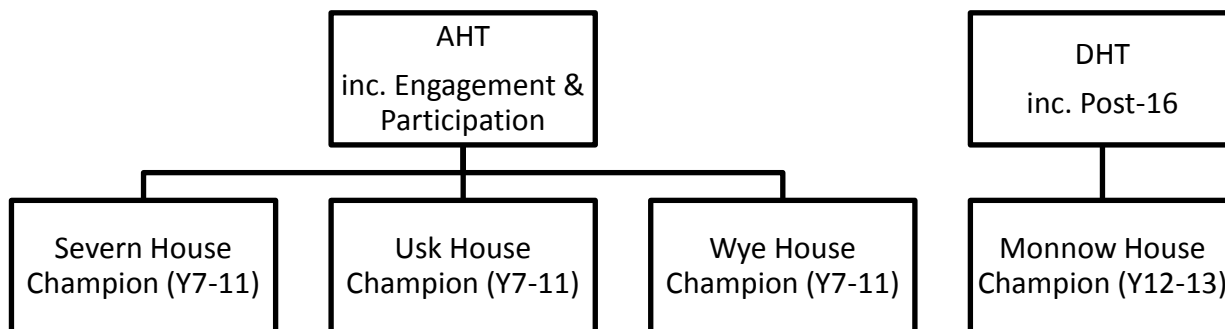 AHT
inc. Engagement &
Participation
DHT
inc. Post-16
Severn House
Champion (Y7-11)
Usk House
Champion (Y7-11)
Wye House
Champion (Y7-11)
Monnow House
Champion (Y12-13)